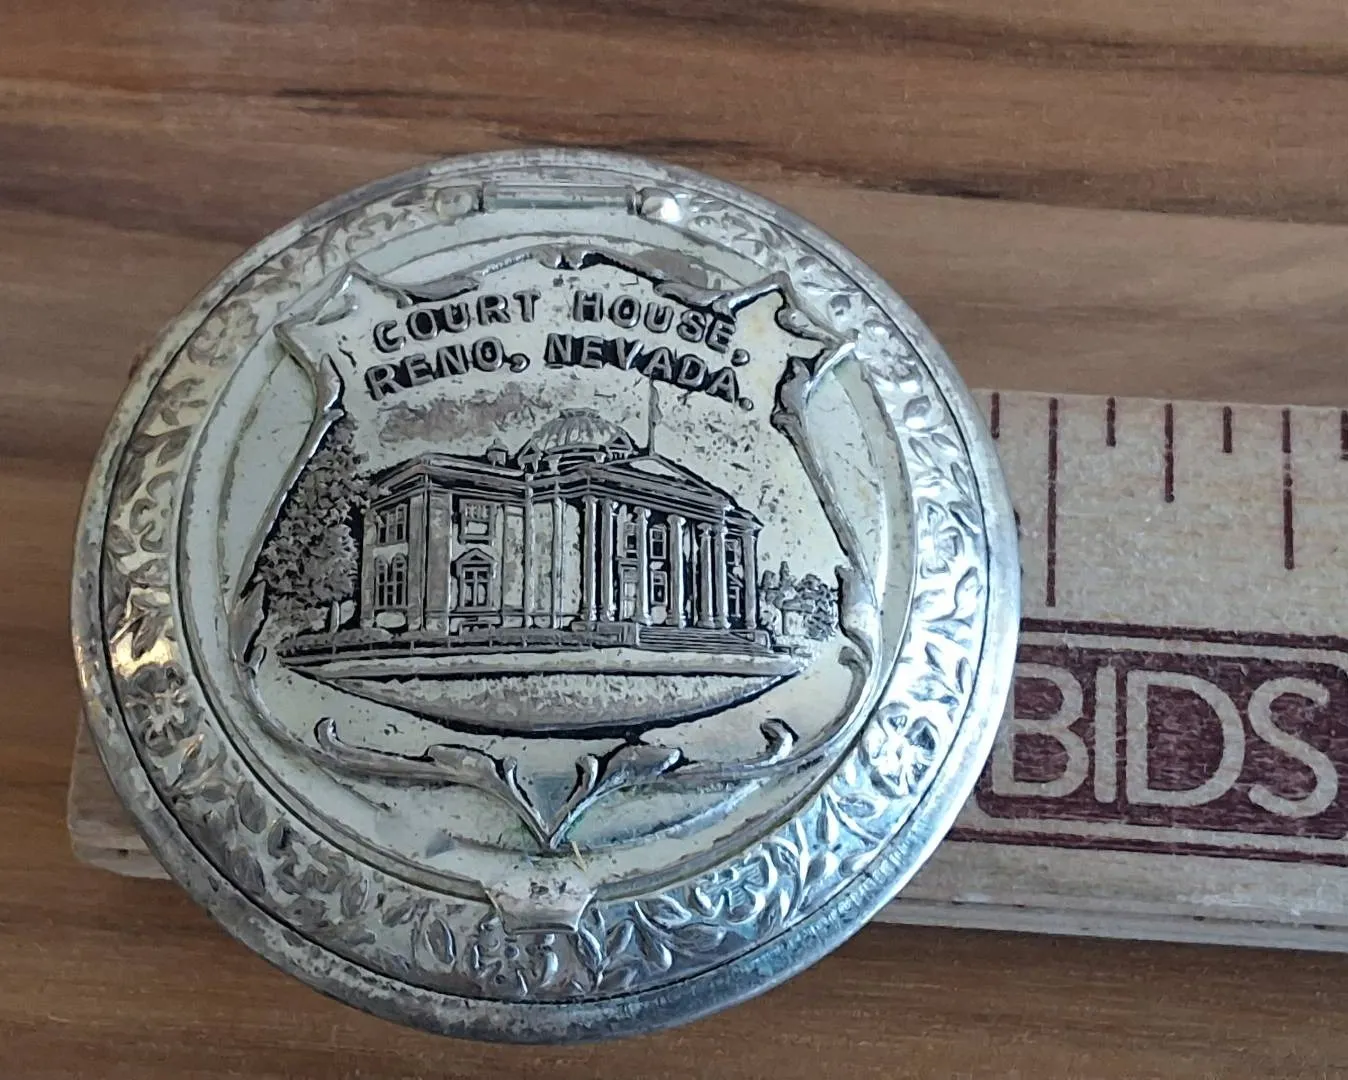 COURT HOUSE,
RENO, NEVADA.
BIDS